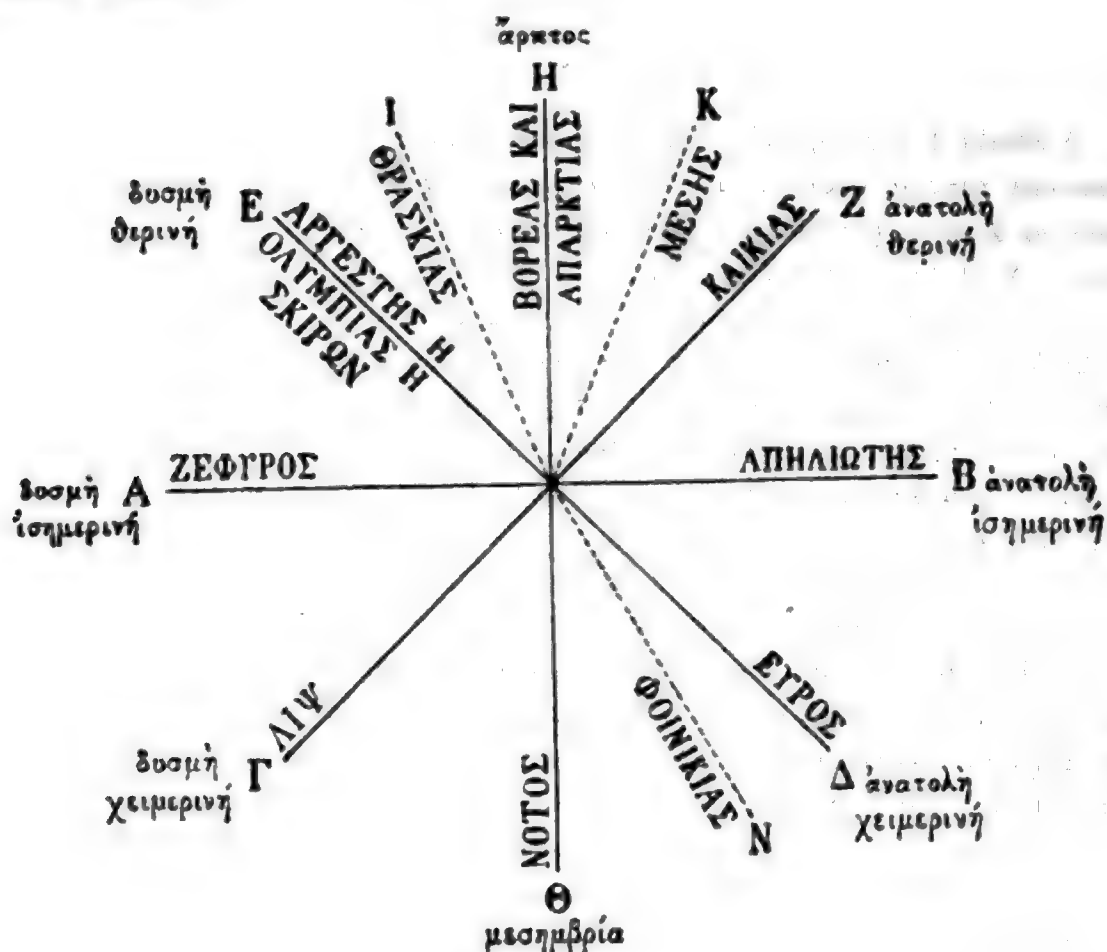 ἄρκτος
Η
Ι
Κ
ΒΟΡΕΑΣ ΚΑΙ
ΑΠΑΡΚΤΙΑΣ
ΘΡΑΣΚΙΑΣ
ΜΕΣΗΣ
δυσμὴ
θερινή
Ε
ΑΡΓΕΣΤΗΣ Η
ΟΛΥΜΠΙΑΣ Η
ΣΚΙΡΩΝ
ΚΑΙΚΙΑΣ
Ζ ἀνατολὴ
θερινή
ΖΕΦΥΡΟΣ
ΑΠΗΛΙΩΤΗΣ
δυσμὴ Α
ἰσημερινή
Β ἀνατολὴ
ἰσημερινή
ΛΙΨ
ΕΥΡΟΣ
ΦΟΙΝΙΚΙΑΣ
ΝΟΤΟΣ
δυσμὴ
χειμερινή Γ
Δ ἀνατολὴ
χειμερινή
Ν
Θ
μεσημβρία